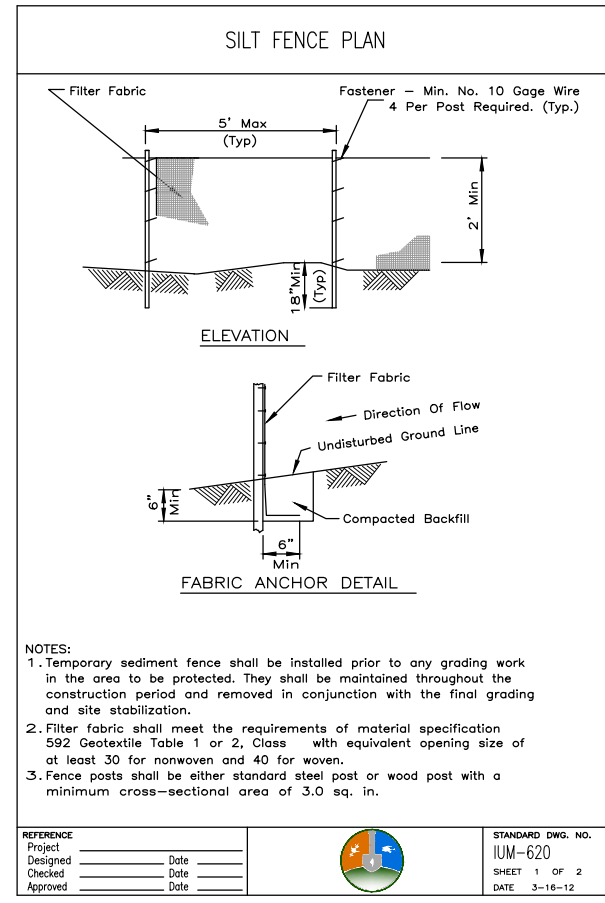 SILT FENCE PLAN
Filter Fabric
Fastener – Min. No. 10 Gage Wire
4 Per Post Required. (Typ.)
5' Max
(Typ)
2' Min
18"Min
(Typ)
ELEVATION
Filter Fabric
Direction Of Flow
Undisturbed Ground Line
6"
Min
Compacted Backfill
6"
Min
FABRIC ANCHOR DETAIL
NOTES:
1. Temporary sediment fence shall be installed prior to any grading work
in the area to be protected. They shall be maintained throughout the
construction period and removed in conjunction with the final grading
and site stabilization.
2. Filter fabric shall meet the requirements of material specification
592 Geotextile Table 1 or 2, Class with equivalent opening size of
at least 30 for nonwoven and 40 for woven.
3. Fence posts shall be either standard steel post or wood post with a
minimum cross-sectional area of 3.0 sq. in.
REFERENCE
Project
Designed Date
Checked Date
Approved Date
STANDARD DWG. NO.
IUM-620
SHEET 1 OF 2
DATE 3-16-12